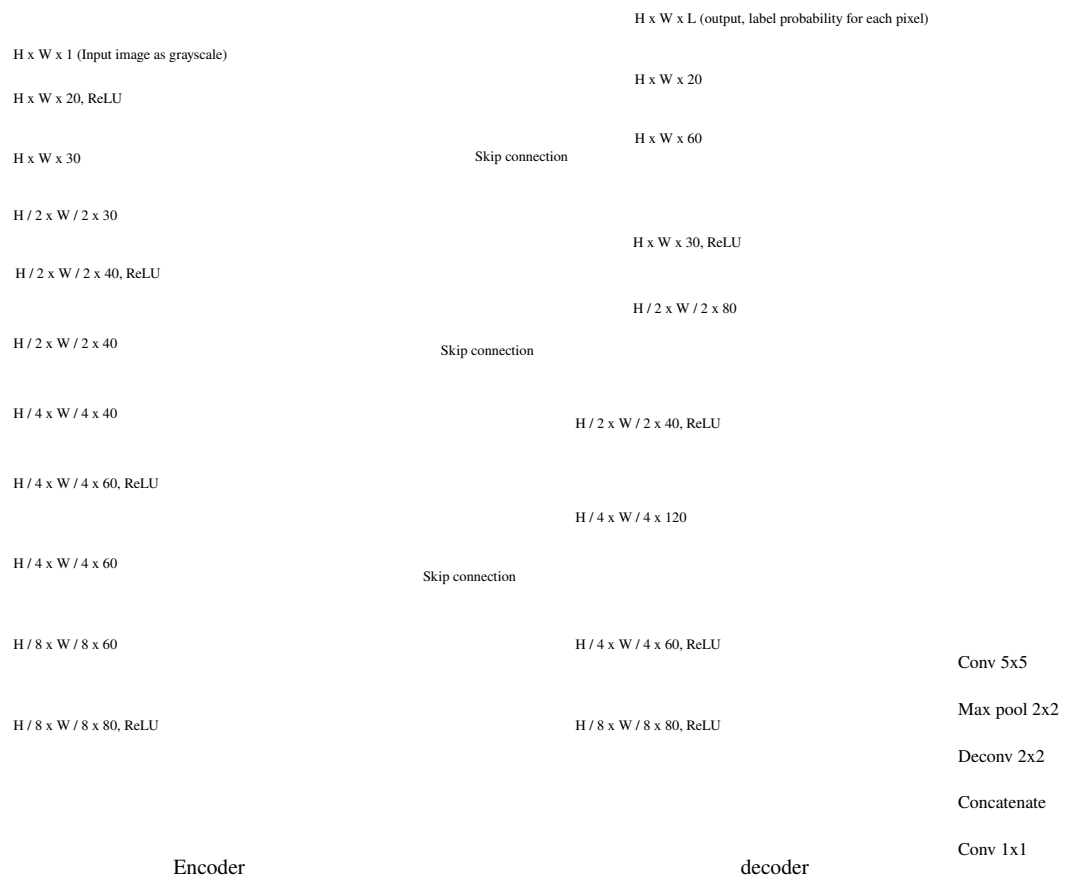 H x W x 1 (Input image as grayscale)
H x W x 20, ReLU
H x W x 30
H / 2 x W / 2 x 30
H / 2 x W / 2 x 40, ReLU
H / 2 x W / 2 x 40
H / 4 x W / 4 x 40
H / 4 x W / 4 x 60, ReLU
H / 4 x W / 4 x 60
H / 8 x W / 8 x 60
H / 8 x W / 8 x 80, ReLU
Encoder
Skip connection
Skip connection
Skip connection
H x W x L (output, label probability for each pixel)
H x W x 20
H x W x 60
H x W x 30, ReLU
H / 2 x W / 2 x 80
H / 2 x W / 2 x 40, ReLU
H / 4 x W / 4 x 120
H / 4 x W / 4 x 60, ReLU
H / 8 x W / 8 x 80, ReLU
decoder
Conv 5x5
Max pool 2x2
Deconv 2x2
Concatenate
Conv 1x1